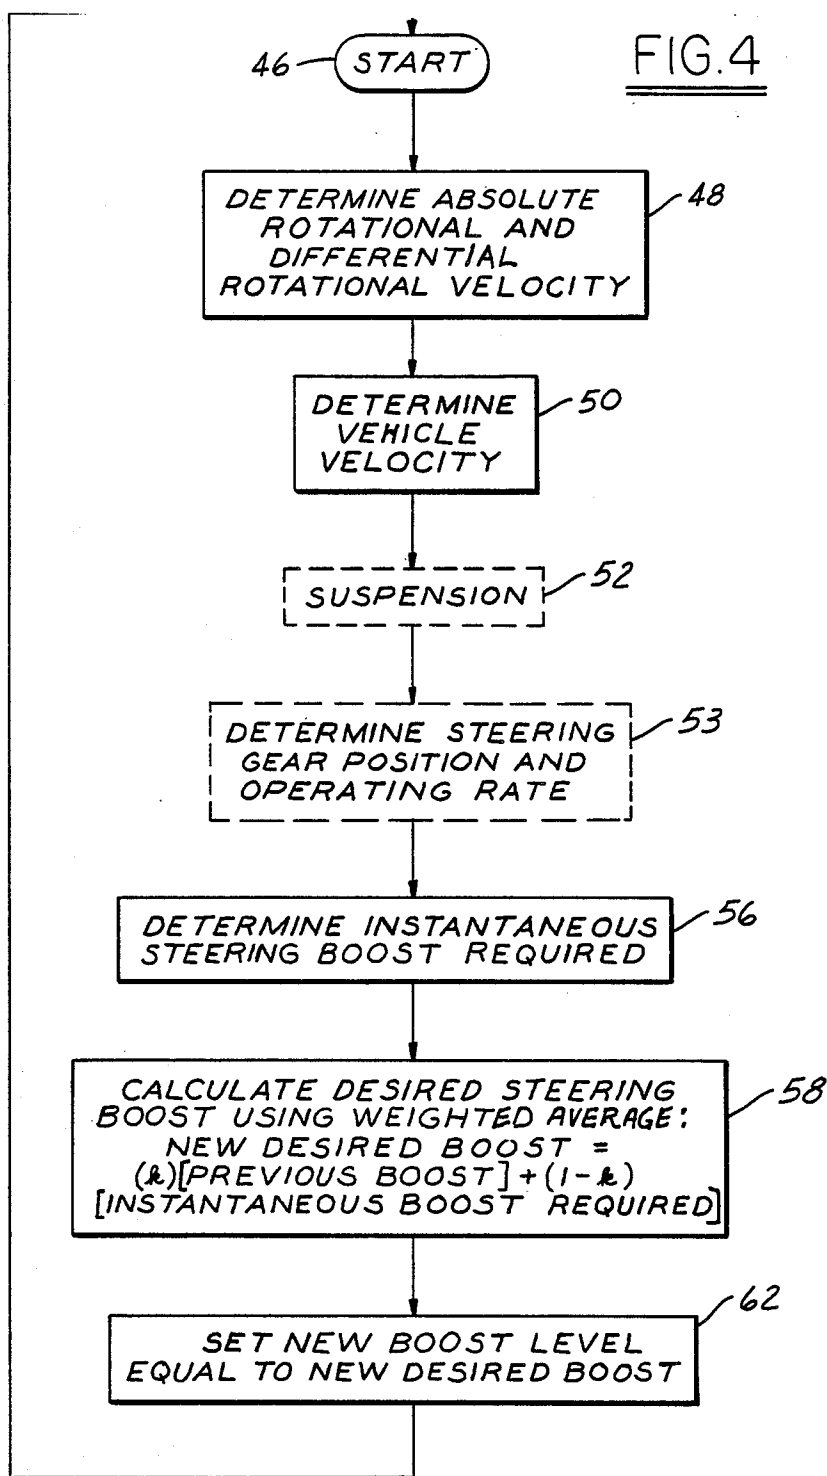 FIG.4
46
START
48
DETERMINE ABSOLUTE
ROTATIONAL AND
DIFFERENTIAL
ROTATIONAL VELOCITY
50
DETERMINE
VEHICLE
VELOCITY
52
SUSPENSION
53
DETERMINE STEERING
GEAR POSITION AND
OPERATING RATE
56
DETERMINE INSTANTANEOUS
STEERING BOOST REQUIRED
58
CALCULATE DESIRED STEERING
BOOST USING WEIGHTED AVERAGE:
NEW DESIRED BOOST =
(k)[PREVIOUS BOOST]+(1-k)
[INSTANTANEOUS BOOST REQUIRED]
62
SET NEW BOOST LEVEL
EQUAL TO NEW DESIRED BOOST